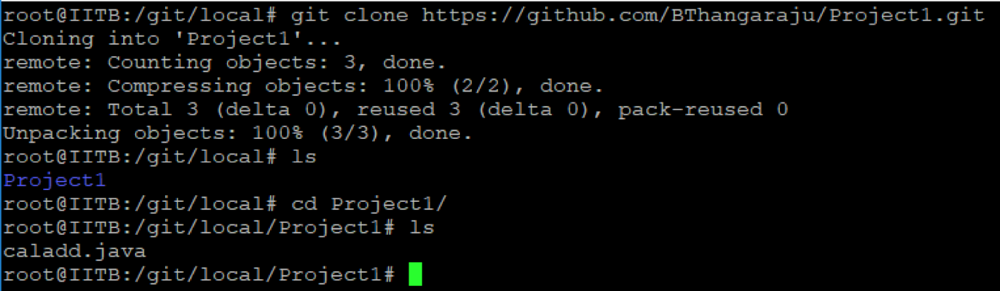 root@IITB:/git/local# git clone https://github.com/BThangaraju/Project1.git
Cloning into 'Project1'...
remote: Counting objects: 3, done.
remote: Compressing objects: 100% (2/2), done.
remote: Total 3 (delta 0), reused 3 (delta 0), pack-reused 0
Unpacking objects: 100% (3/3), done.
root@IITB:/git/local# ls
Project1
root@IITB:/git/local# cd Project1/
root@IITB:/git/local/Project1# ls
caladd.java
root@IITB:/git/local/Project1#